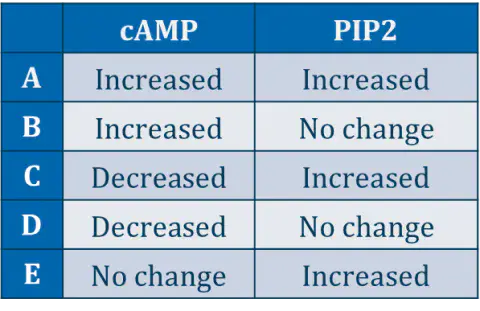 cAMP PIP2
A Increased Increased
B Increased No change
C Decreased Increased
D Decreased No change
E No change Increased